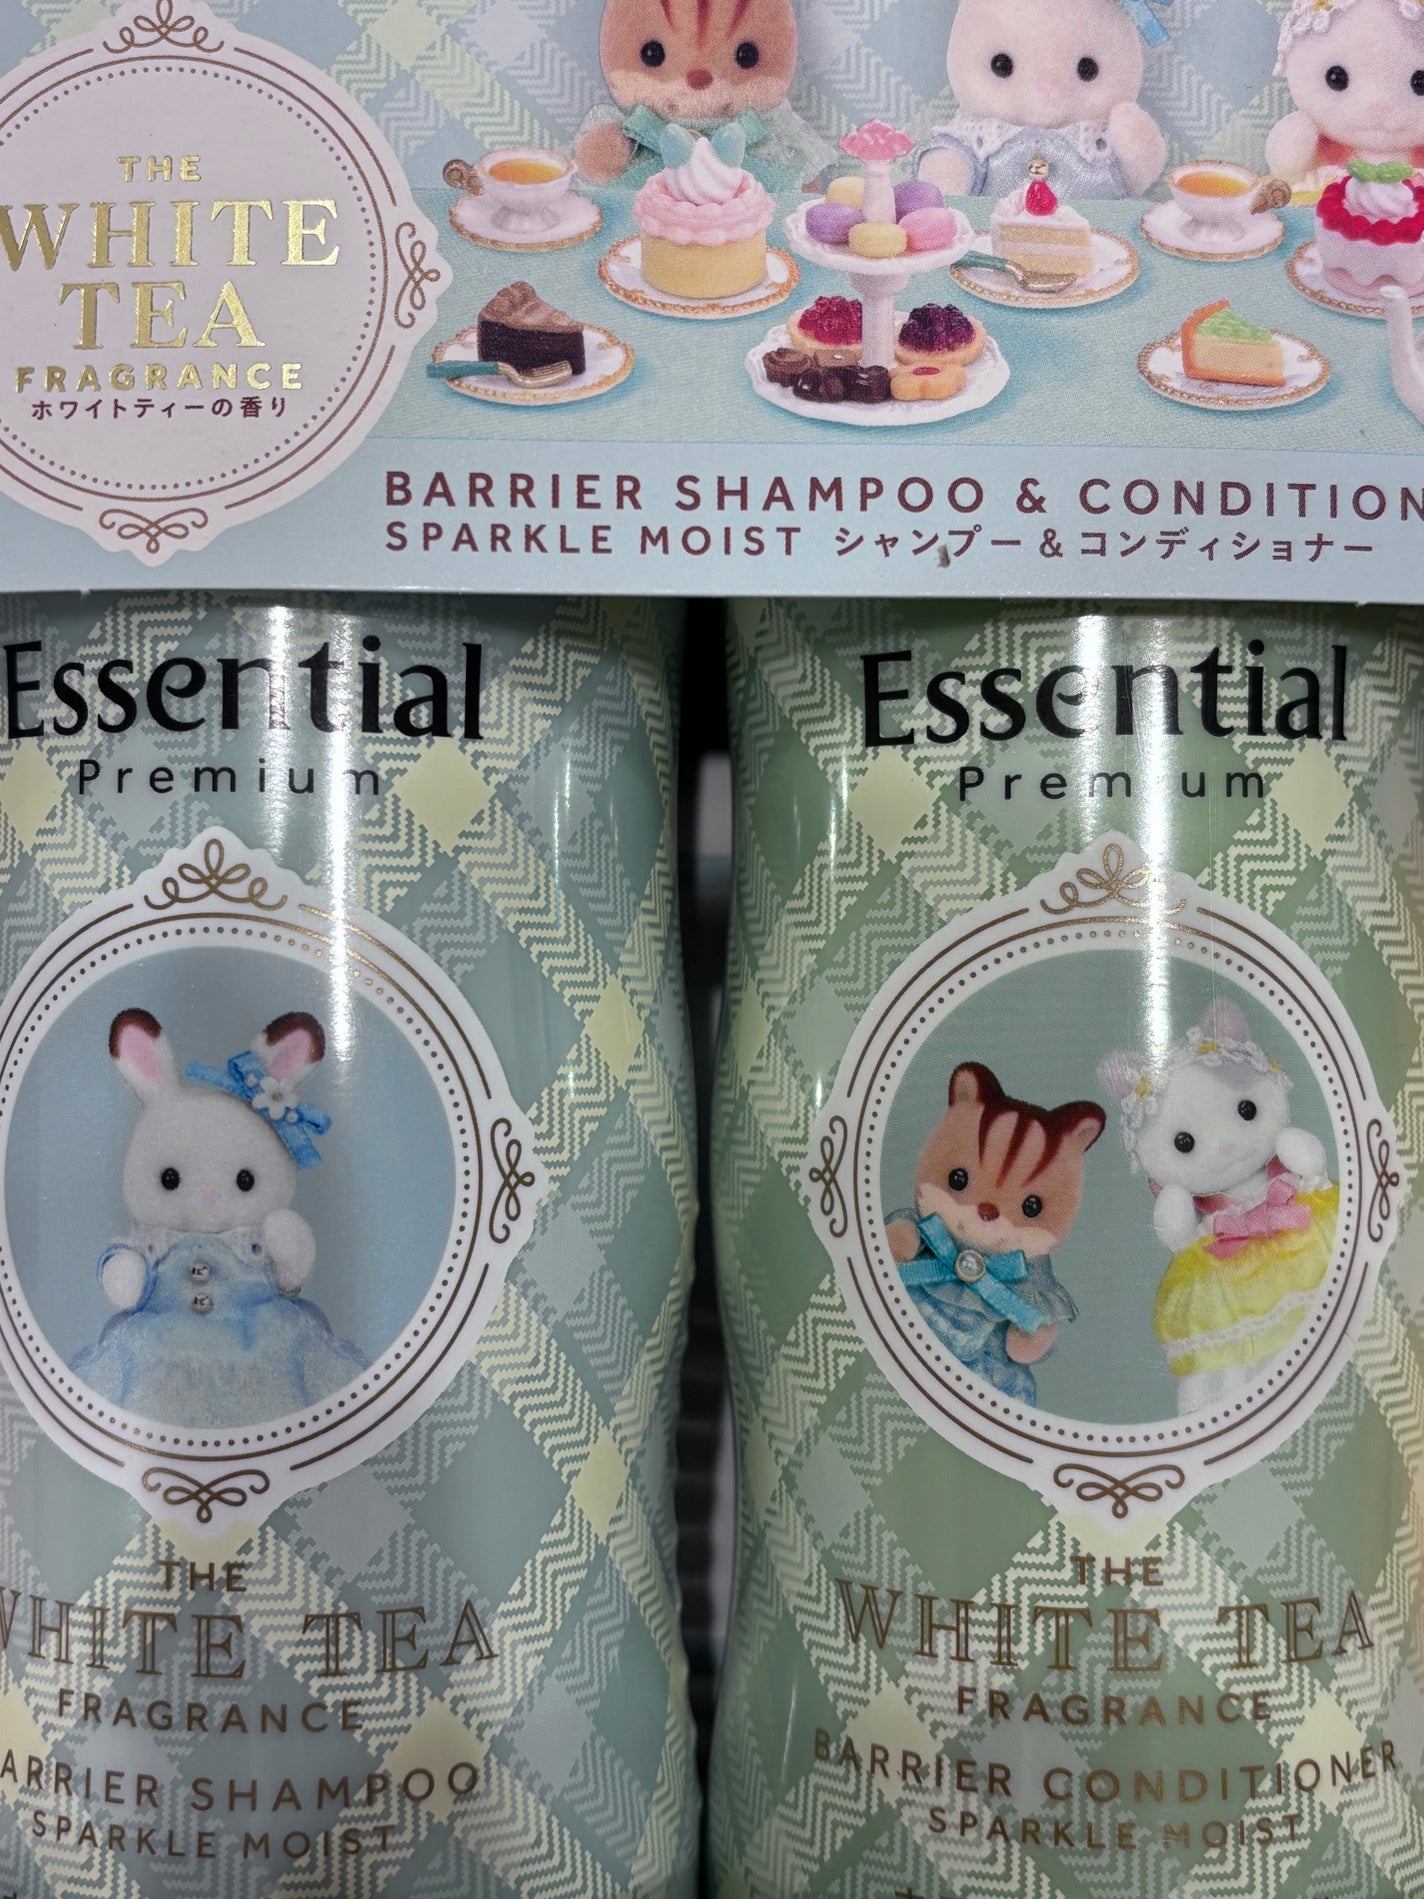 THE
WHITE
TEA
FRAGRANCE
ホワイトティーの香り
BARRIER SHAMPOO & CONDITION
SPARKLE MOIST シャンプー & コンディショナー
Essential
Premium
THE
WHITE TEA
FRAGRANCE
ARRIER SHAMPOO
SPARKLE MOIST
Essential
Premium
THE
WHITE TEA
FRAGRANCE
BARRIER CONDITIONER
SPARKLE MOIST